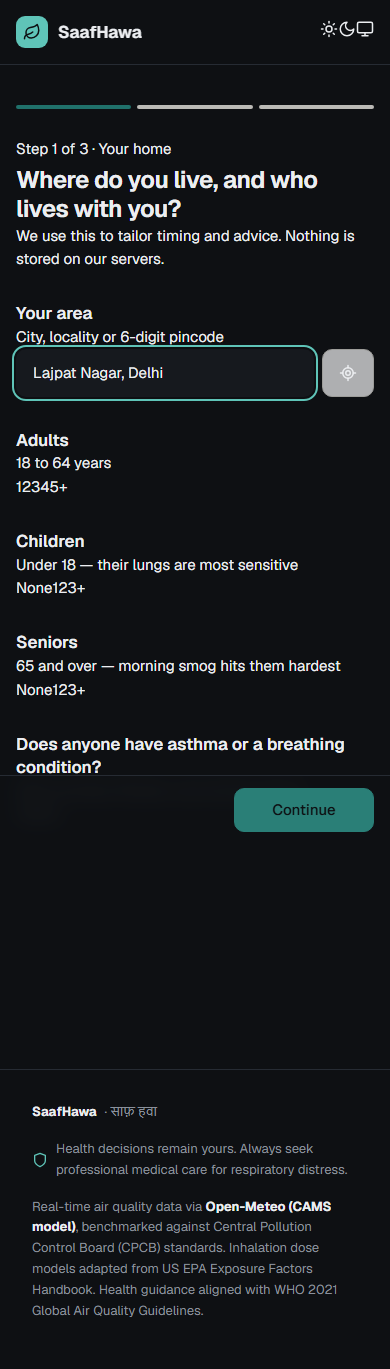 SaafHawa
Step 1 of 3 · Your home
Where do you live, and who
lives with you?
We use this to tailor timing and advice. Nothing is
stored on our servers.
Your area
City, locality or 6-digit pincode
Lajpat Nagar, Delhi
Adults
18 to 64 years
12345+
Children
Under 18 — their lungs are most sensitive
None123+
Seniors
65 and over — morning smog hits them hardest
None123+
Does anyone have asthma or a breathing
condition?
Continue
SaafHawa · साफ़ हवा
Health decisions remain yours. Always seek
professional medical care for respiratory distress.
Real-time air quality data via Open-Meteo (CAMS
model), benchmarked against Central Pollution
Control Board (CPCB) standards. Inhalation dose
models adapted from US EPA Exposure Factors
Handbook. Health guidance aligned with WHO 2021
Global Air Quality Guidelines.